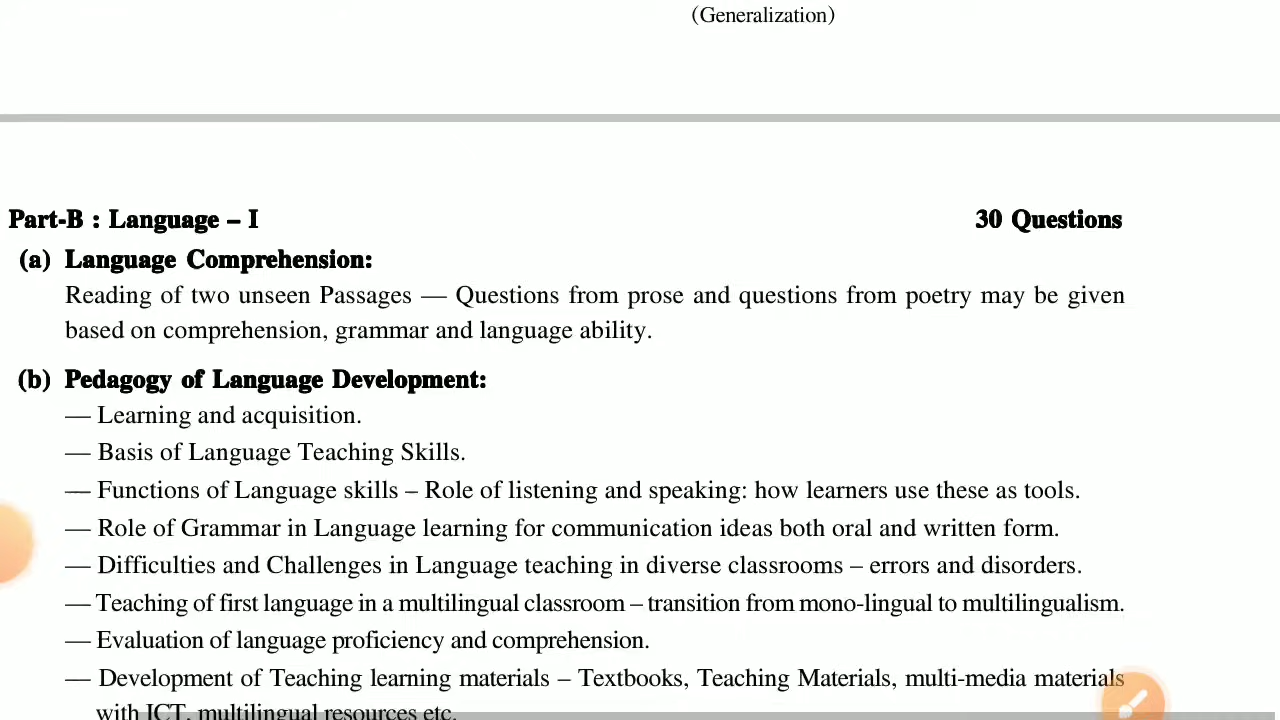 (Generalization)
Part-B : Language – I 30 Questions
(a) Language Comprehension:
Reading of two unseen Passages — Questions from prose and questions from poetry may be given
based on comprehension, grammar and language ability.
(b) Pedagogy of Language Development:
— Learning and acquisition.
— Basis of Language Teaching Skills.
— Functions of Language skills – Role of listening and speaking: how learners use these as tools.
— Role of Grammar in Language learning for communication ideas both oral and written form.
— Difficulties and Challenges in Language teaching in diverse classrooms – errors and disorders.
— Teaching of first language in a multilingual classroom – transition from mono-lingual to multilingualism.
— Evaluation of language proficiency and comprehension.
— Development of Teaching learning materials – Textbooks, Teaching Materials, multi-media materials
with ICT, multilingual resources etc.